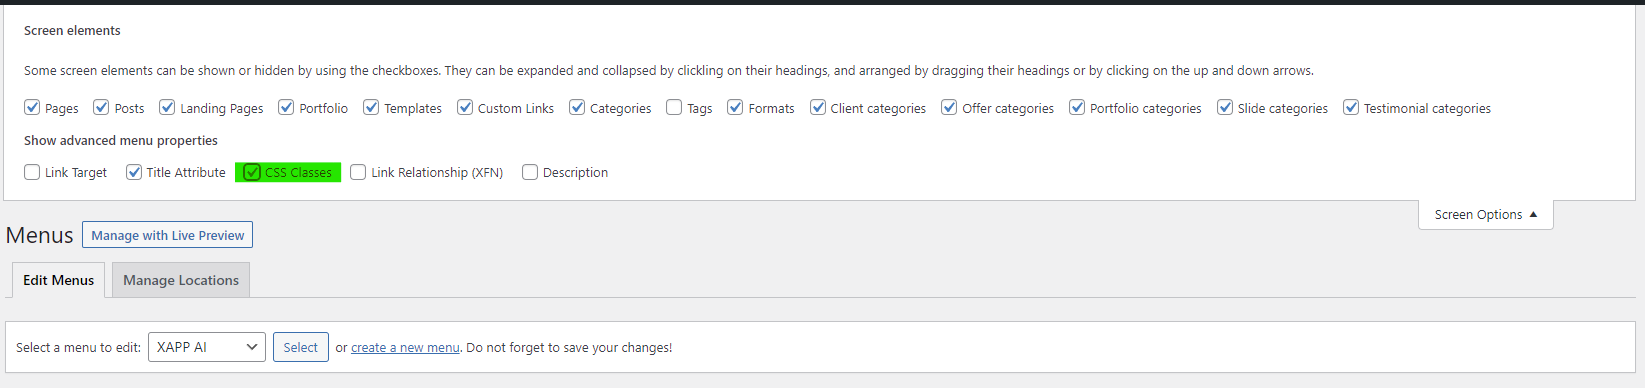 Screen elements
Some screen elements can be shown or hidden by using the checkboxes. They can be expanded and collapsed by clickling on their headings, and arranged by dragging their headings or by clicking on the up and down arrows.
Pages Posts Landing Pages Portfolio Templates Custom Links Categories Tags Formats Client categories Offer categories Portfolio categories Slide categories Testimonial categories
Show advanced menu properties
Link Target Title Attribute CSS Classes Link Relationship (XFN) Description
Screen Options
Menus Manage with Live Preview
Edit Menus Manage Locations
Select a menu to edit: XAPP AI Select or create a new menu. Do not forget to save your changes!